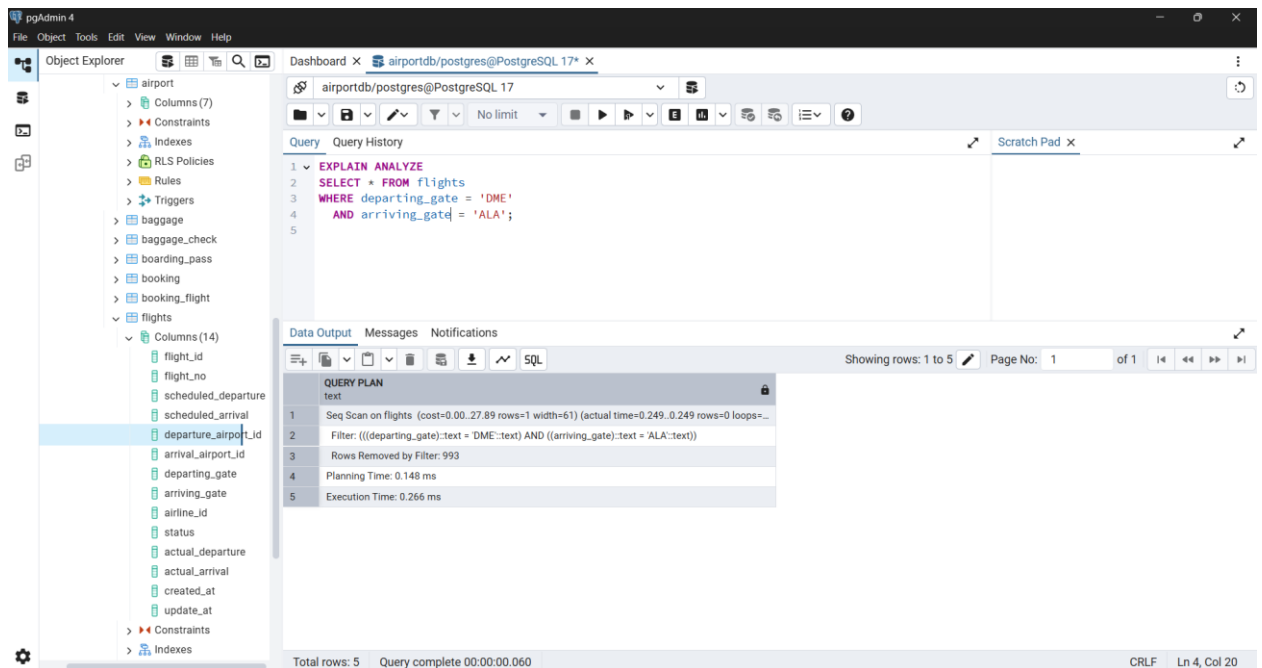 pgAdmin 4
File Object Tools Edit View Window Help
Object Explorer
Dashboard
airportdb/postgres@PostgreSQL 17*
airport
Columns (7)
Constraints
Indexes
RLS Policies
Rules
Triggers
baggage
baggage_check
boarding_pass
booking
booking_flight
flights
Columns (14)
flight_id
flight_no
scheduled_departure
scheduled_arrival
departure_airport_id
arrival_airport_id
departing_gate
arriving_gate
airline_id
status
actual_departure
actual_arrival
created_at
update_at
Constraints
Indexes
airportdb/postgres@PostgreSQL 17
No limit
E
Query Query History
Scratch Pad
1 EXPLAIN ANALYZE
2 SELECT * FROM flights
3 WHERE departing_gate = 'DME'
4 AND arriving_gate = 'ALA';
5
Data Output Messages Notifications
SQL
Showing rows: 1 to 5
Page No: 1 of 1
QUERY PLAN
text
1 Seq Scan on flights (cost=0.00..27.89 rows=1 width=61) (actual time=0.249..0.249 rows=0 loops=...
2 Filter: (((departing_gate)::text = 'DME'::text) AND ((arriving_gate)::text = 'ALA'::text))
3 Rows Removed by Filter: 993
4 Planning Time: 0.148 ms
5 Execution Time: 0.266 ms
Total rows: 5 Query complete 00:00:00.060
CRLF Ln 4, Col 20